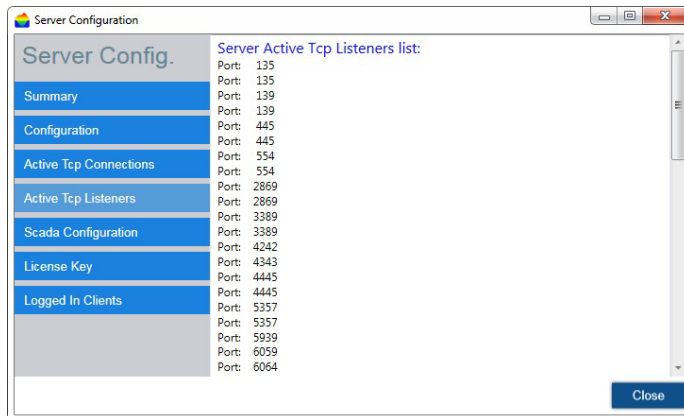 Server Configuration
Server Config.
Summary
Configuration
Active Tcp Connections
Active Tcp Listeners
Scada Configuration
License Key
Logged In Clients
Server Active Tcp Listeners list:
Port: 135
Port: 135
Port: 139
Port: 139
Port: 445
Port: 445
Port: 554
Port: 554
Port: 2869
Port: 2869
Port: 3389
Port: 3389
Port: 4242
Port: 4343
Port: 4445
Port: 4445
Port: 5357
Port: 5357
Port: 5939
Port: 6059
Port: 6064
Close